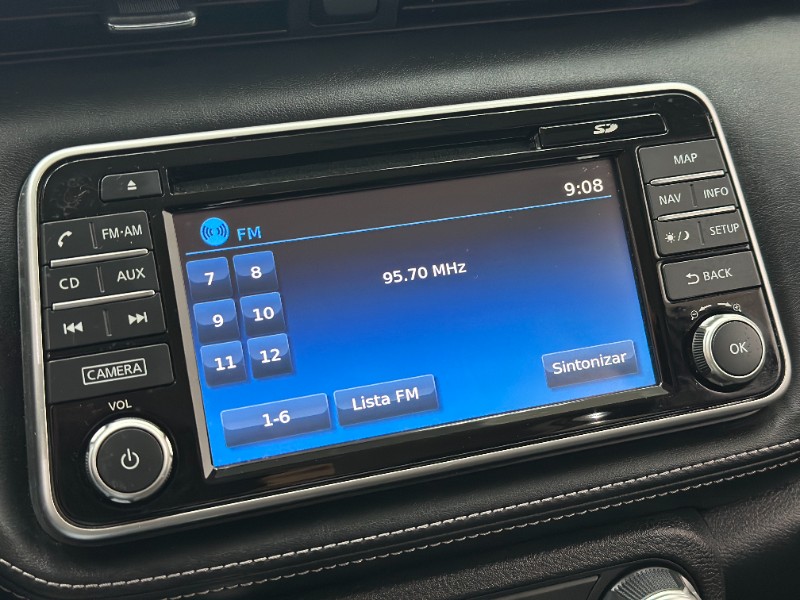 SD
MAP
NAV
INFO
SETUP
BACK
OK
FM·AM
CD
AUX
CAMERA
VOL
9:08
FM
95.70 MHz
7
8
9
10
11
12
1-6
Lista FM
Sintonizar